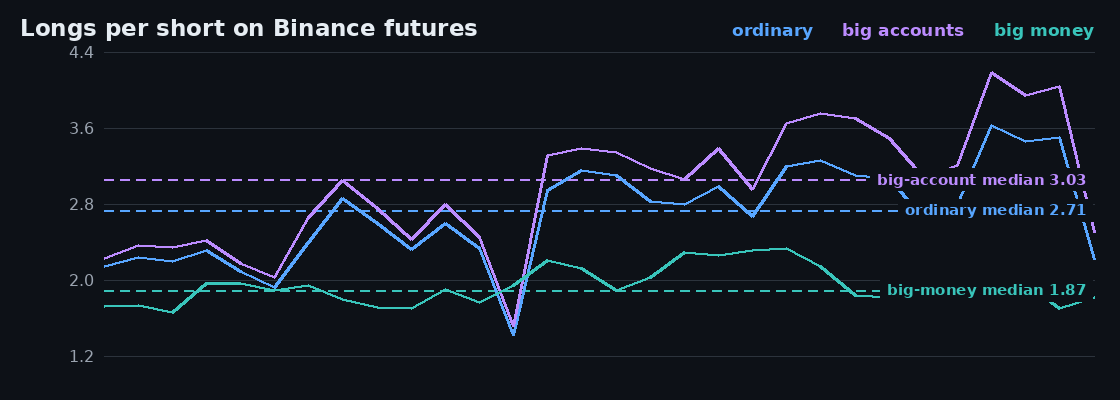 Longs per short on Binance futures
ordinary big accounts big money
4.4
3.6
big-account median 3.03
2.8
ordinary median 2.71
2.0
big-money median 1.87
1.2